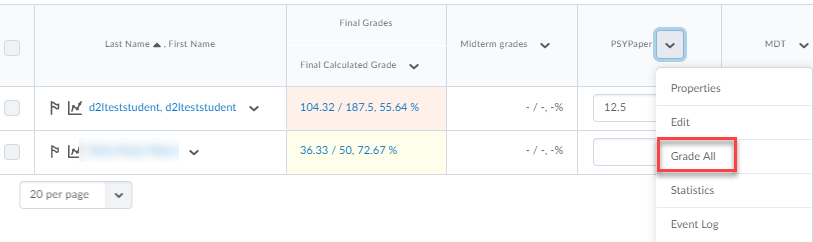 Final Grades
Last Name , First Name
Midterm grades
PSYPaper
MDT
Final Calculated Grade
Properties
d2lteststudent, d2lteststudent
104.32 / 187.5, 55.64 %
- / -, -%
12.5
Edit
36.33 / 50, 72.67 %
- / -, -%
Grade All
20 per page
Statistics
Event Log